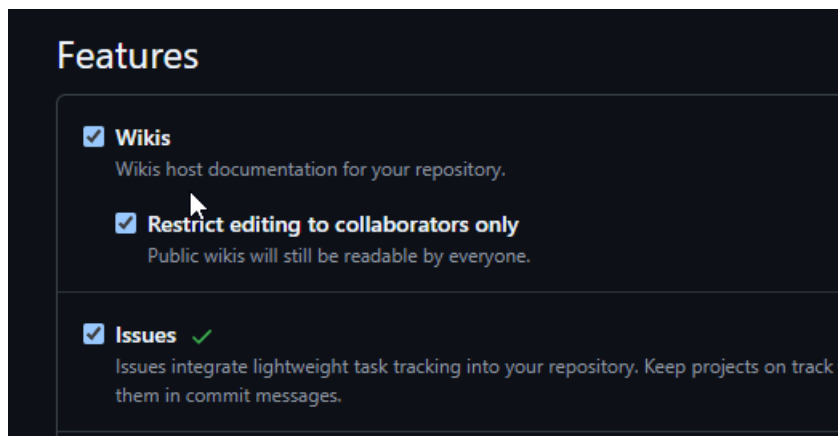 Features
Wikis
Wikis host documentation for your repository.
Restrict editing to collaborators only
Public wikis will still be readable by everyone.
Issues
Issues integrate lightweight task tracking into your repository. Keep projects on track
them in commit messages.